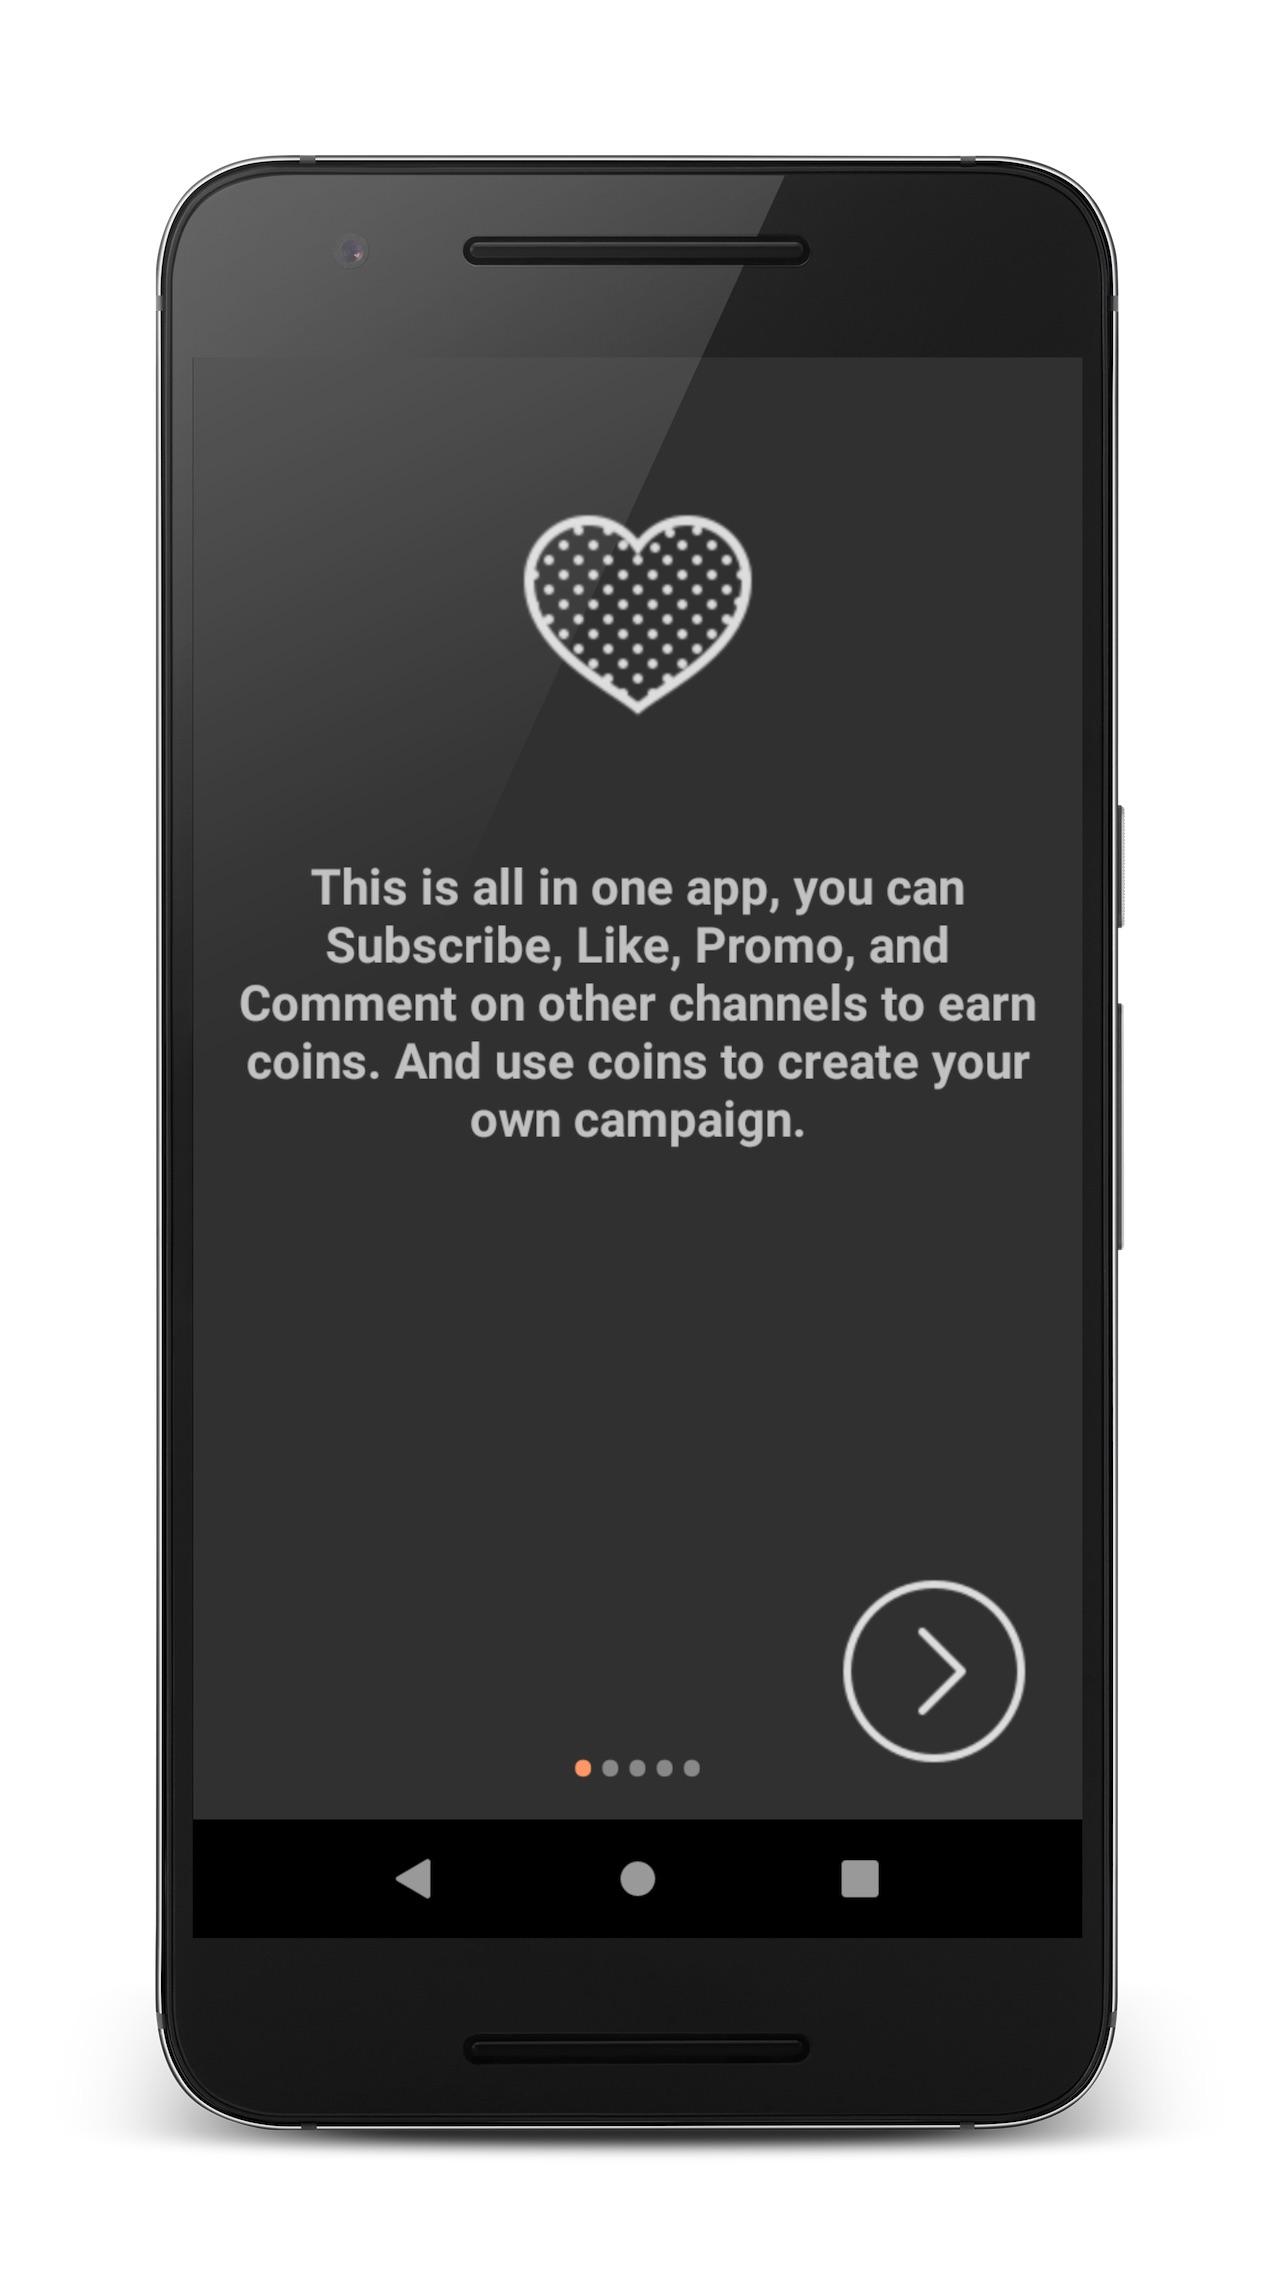 This is all in one app, you can
Subscribe, Like, Promo, and
Comment on other channels to earn
coins. And use coins to create your
own campaign.